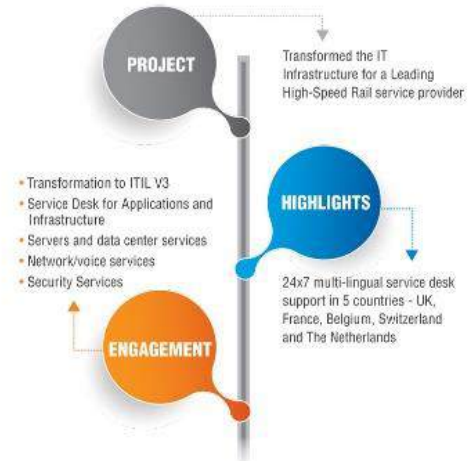 PROJECT
Transformed the IT
Infrastructure for a Leading
High-Speed Rail service provider
HIGHLIGHTS
24x7 multi-lingual service desk
support in 5 countries - UK,
France, Belgium, Switzerland
and The Netherlands
• Transformation to ITIL V3
• Service Desk for Applications and
Infrastructure
• Servers and data center services
• Network/voice services
• Security Services
ENGAGEMENT